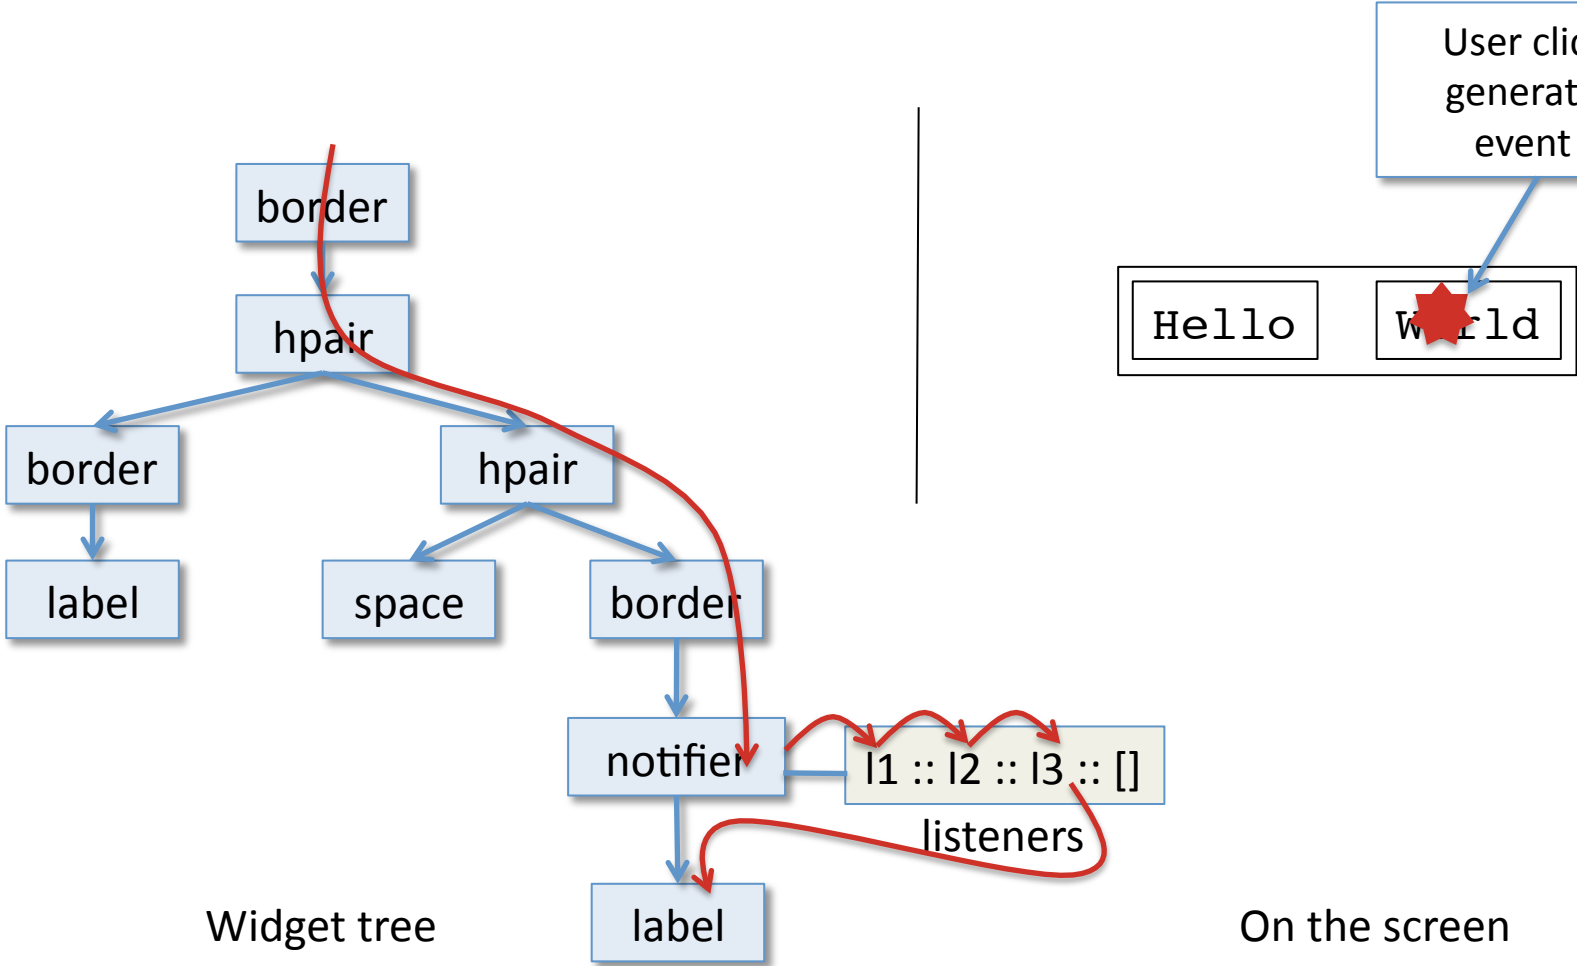 User
generat
event
border
hpair
Hello
World
border
hpair
label
space
border
notifier
l1 :: l2 :: l3 :: []
listeners
label
Widget tree
On the screen